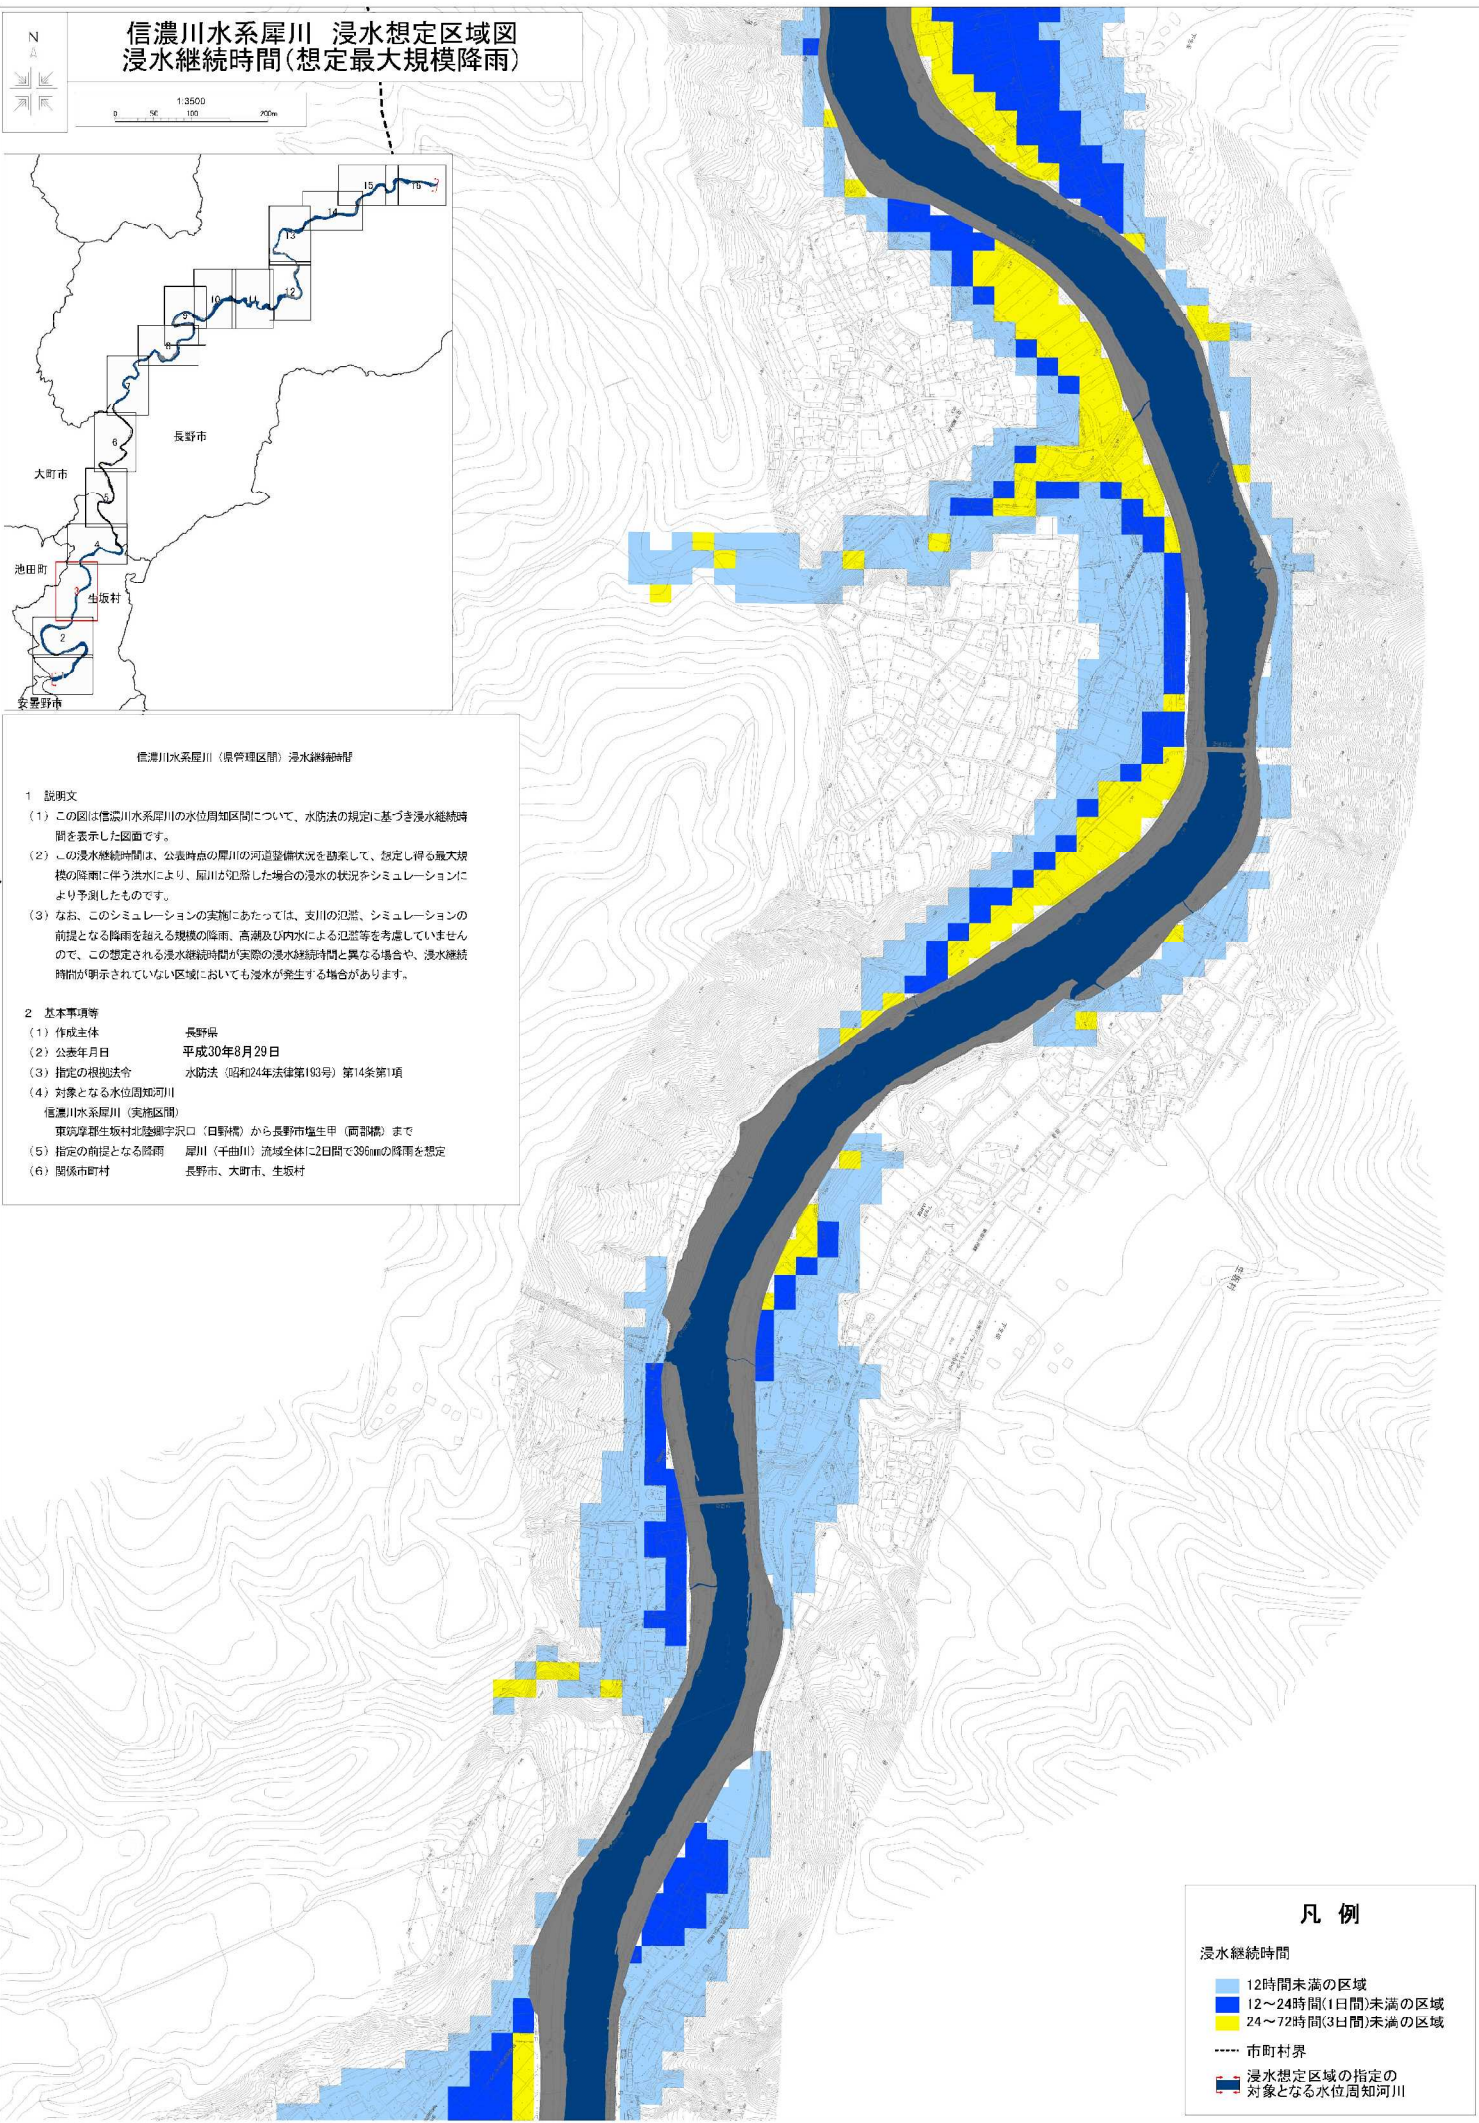 信濃川水系犀川 浸水想定区域図
浸水継続時間(想定最大規模降雨)
N
1:3500
0 50 100 200m
15
16
14
13
12
10
11
9
8
7
6
長野市
大町市
5
4
池田町
3
生坂村
2
安曇野市
信濃川水系犀川（県管理区間）浸水継続時間
1 説明文
（1）この図は信濃川水系犀川の水位周知区間について、水防法の規定に基づき浸水継続時
間を表示した図面です。
（2）この浸水継続時間は、公表時点の犀川の河道整備状況を勘案して、想定し得る最大規
模の降雨に伴う洪水により、犀川が氾濫した場合の浸水の状況をシミュレーションに
より予測したものです。
（3）なお、このシミュレーションの実施にあたっては、支川の氾濫、シミュレーションの
前提となる降雨を超える規模の降雨、高潮及び内水による氾濫等を考慮していません
ので、この想定される浸水継続時間が実際の浸水継続時間と異なる場合や、浸水継続
時間が明示されていない区域においても浸水が発生する場合があります。
2 基本事項等
（1）作成主体 長野県
（2）公表年月日 平成30年8月29日
（3）指定の根拠法令 水防法（昭和24年法律第193号）第14条第1項
（4）対象となる水位周知河川
信濃川水系犀川（実施区間）
東筑摩郡生坂村北陸郷字沢口（日野橋）から長野市塩生甲（両郡橋）まで
（5）指定の前提となる降雨 犀川（千曲川）流域全体に2日間で396mmの降雨を想定
（6）関係市町村 長野市、大町市、生坂村
生坂村
凡 例
浸水継続時間
12時間未満の区域
12～24時間(1日間)未満の区域
24～72時間(3日間)未満の区域
市町村界
浸水想定区域の指定の
対象となる水位周知河川